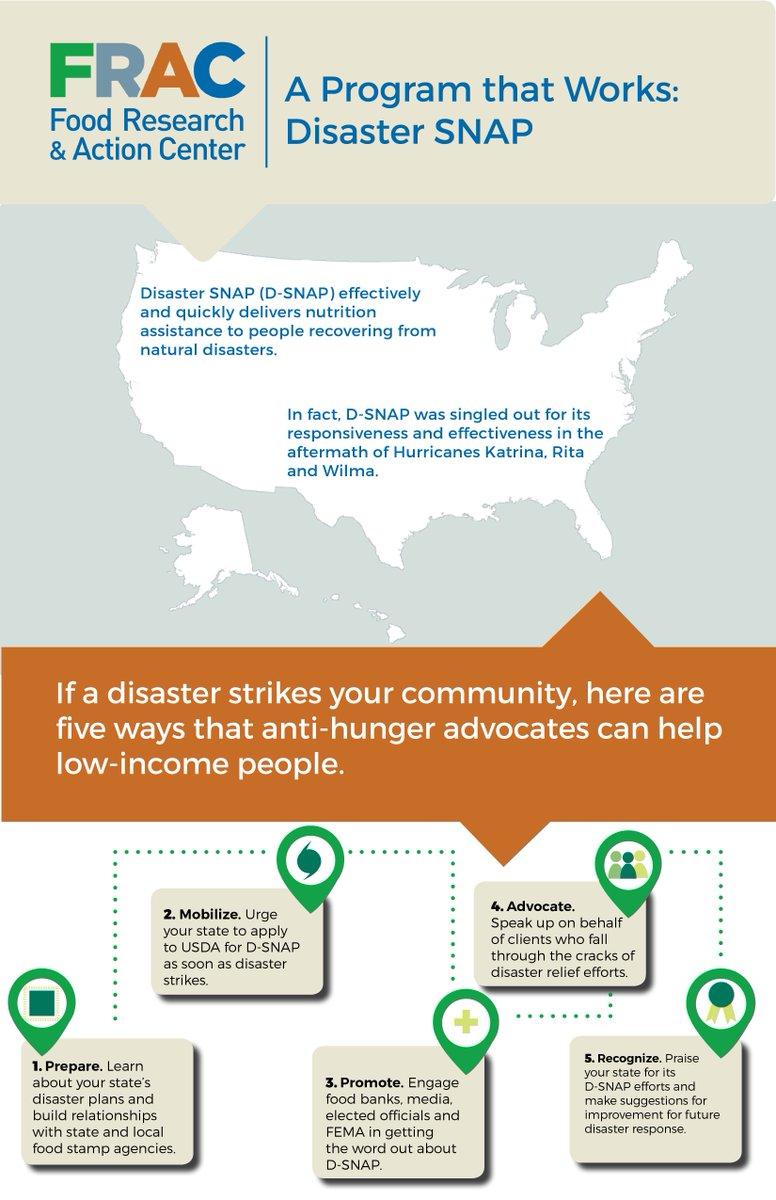 FRAC
Food Research
& Action Center
A Program that Works:
Disaster SNAP
Disaster SNAP (D-SNAP) effectively
and quickly delivers nutrition
assistance to people recovering from
natural disasters.
In fact, D-SNAP was singled out for its
responsiveness and effectiveness in the
aftermath of Hurricanes Katrina, Rita
and Wilma.
If a disaster strikes your community, here are
five ways that anti-hunger advocates can help
low-income people.
1. Prepare. Learn
about your state's
disaster plans and
build relationships
with state and local
food stamp agencies.
2. Mobilize. Urge
your state to apply
to USDA for D-SNAP
as soon as disaster
strikes.
3. Promote. Engage
food banks, media,
elected officials and
FEMA in getting
the word out about
D-SNAP.
4. Advocate.
Speak up on behalf
of clients who fall
through the cracks of
disaster relief efforts.
5. Recognize. Praise
your state for its
D-SNAP efforts and
make suggestions for
improvement for future
disaster response.